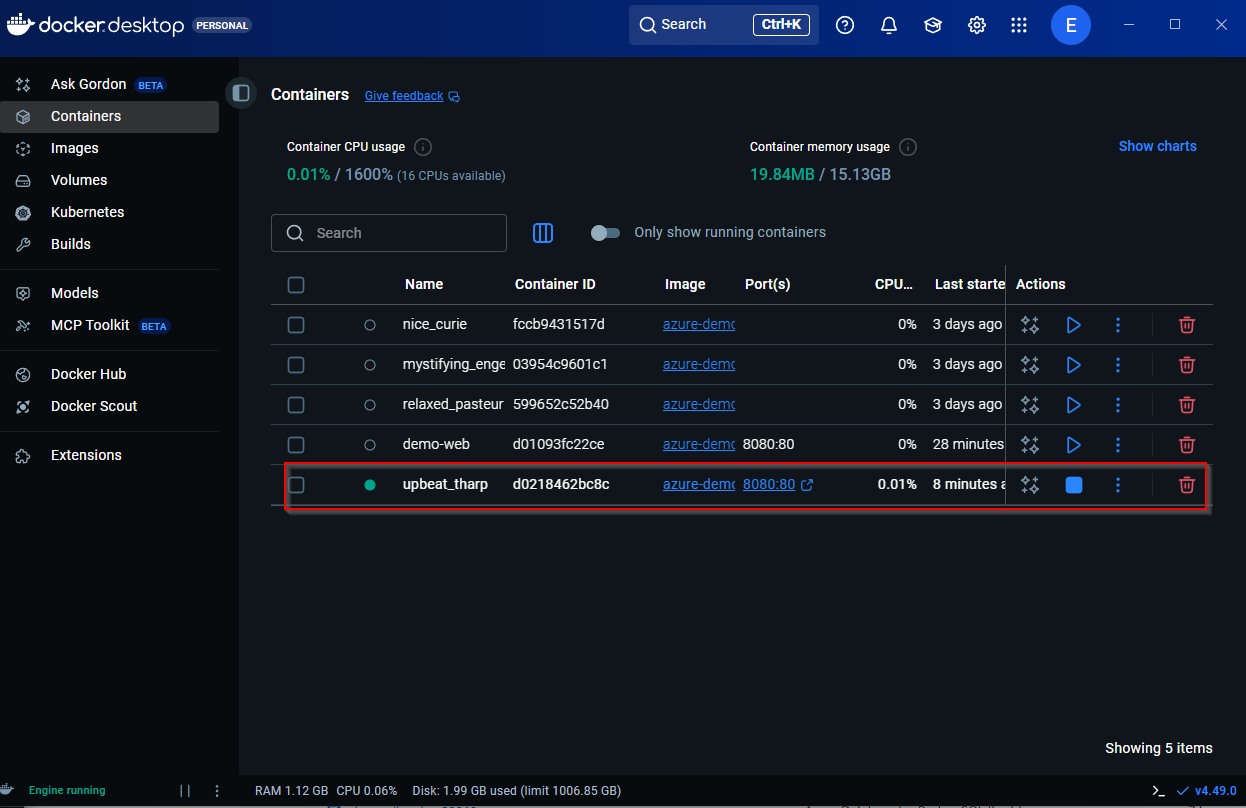 docker.desktop PERSONAL Search Ctrl+K E
Ask Gordon BETA
Containers
Images
Volumes
Kubernetes
Builds
Models
MCP Toolkit BETA
Docker Hub
Docker Scout
Extensions
Containers Give feedback
Container CPU usage
0.01% / 1600% (16 CPUs available)
Container memory usage
19.84MB / 15.13GB
Show charts
Search
Only show running containers
Name Container ID Image Port(s) CPU... Last starte Actions
nice_curie fccb9431517d azure-demo 0% 3 days ago
mystifying_enge 03954c9601c1 azure-demo 0% 3 days ago
relaxed_pasteur 599652c52b40 azure-demo 0% 3 days ago
demo-web d01093fc22ce azure-demo 8080:80 0% 28 minutes
upbeat_tharp d0218462bc8c azure-demo 8080:80 0.01% 8 minutes a
Showing 5 items
Engine running RAM 1.12 GB CPU 0.06% Disk: 1.99 GB used (limit 1006.85 GB) v4.49.0